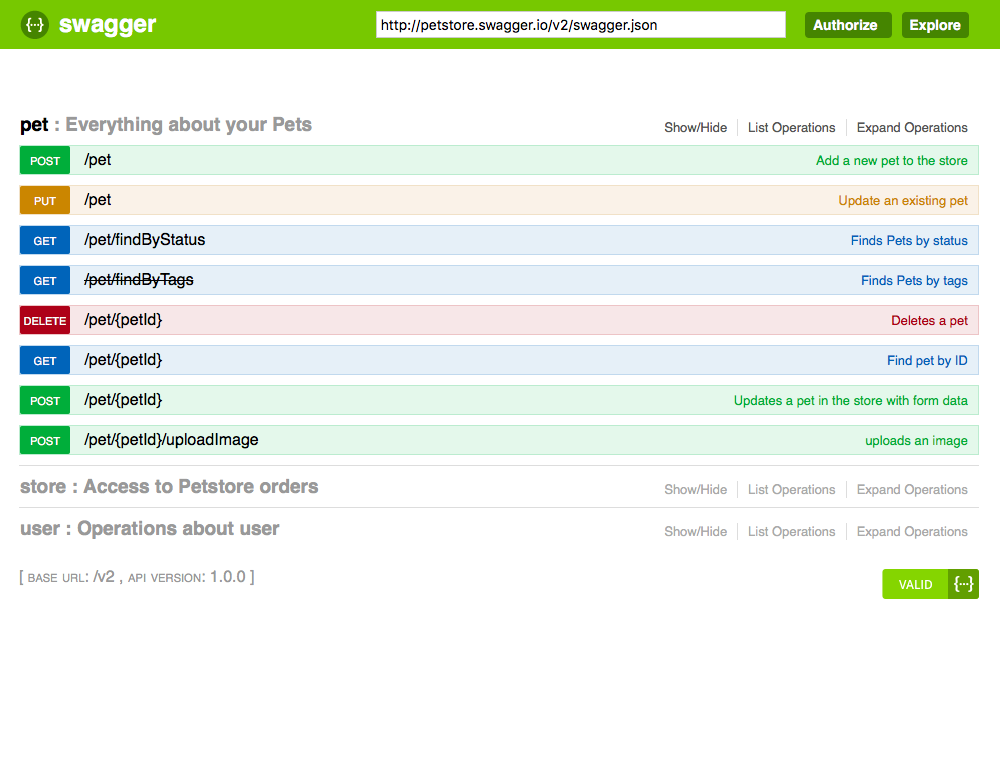 {···} swagger http://petstore.swagger.io/v2/swagger.json Authorize Explore
pet : Everything about your Pets Show/Hide List Operations Expand Operations
POST /pet Add a new pet to the store
PUT /pet Update an existing pet
GET /pet/findByStatus Finds Pets by status
GET /pet/findByTags Finds Pets by tags
DELETE /pet/{petId} Deletes a pet
GET /pet/{petId} Find pet by ID
POST /pet/{petId} Updates a pet in the store with form data
POST /pet/{petId}/uploadImage uploads an image
store : Access to Petstore orders Show/Hide List Operations Expand Operations
user : Operations about user Show/Hide List Operations Expand Operations
[ BASE URL: /v2 , API VERSION: 1.0.0 ]
VALID {···}